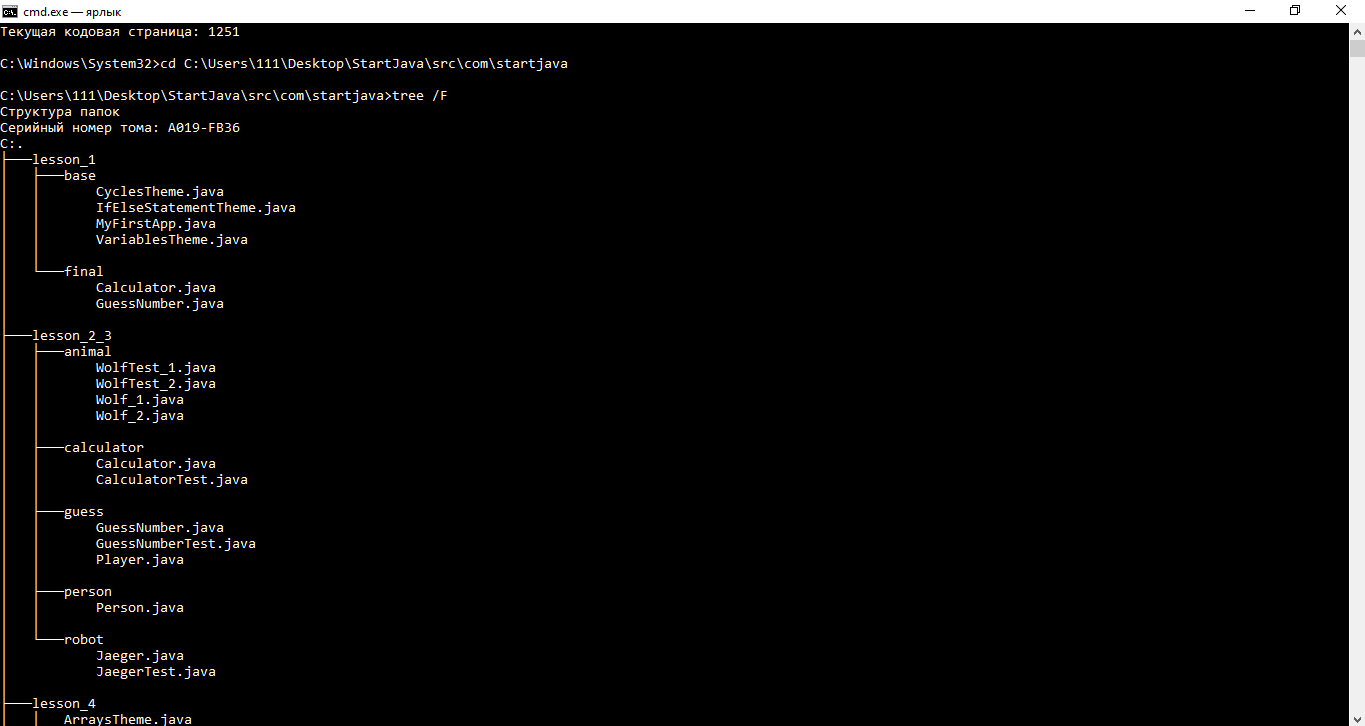 cmd.exe — ярлык
Текущая кодовая страница: 1251
C:\Windows\System32>cd C:\Users\111\Desktop\StartJava\src\com\startjava
C:\Users\111\Desktop\StartJava\src\com\startjava>tree /F
Структура папок
Серийный номер тома: A019-FB36
C:.
├───lesson_1
│   ├───base
│   │       CyclesTheme.java
│   │       IfElseStatementTheme.java
│   │       MyFirstApp.java
│   │       VariablesTheme.java
│   │
│   └───final
│           Calculator.java
│           GuessNumber.java
│
├───lesson_2_3
│   ├───animal
│   │       WolfTest_1.java
│   │       WolfTest_2.java
│   │       Wolf_1.java
│   │       Wolf_2.java
│   │
│   ├───calculator
│   │       Calculator.java
│   │       CalculatorTest.java
│   │
│   ├───guess
│   │       GuessNumber.java
│   │       GuessNumberTest.java
│   │       Player.java
│   │
│   ├───person
│   │       Person.java
│   │
│   └───robot
│           Jaeger.java
│           JaegerTest.java
│
├───lesson_4
│   │   ArraysTheme.java